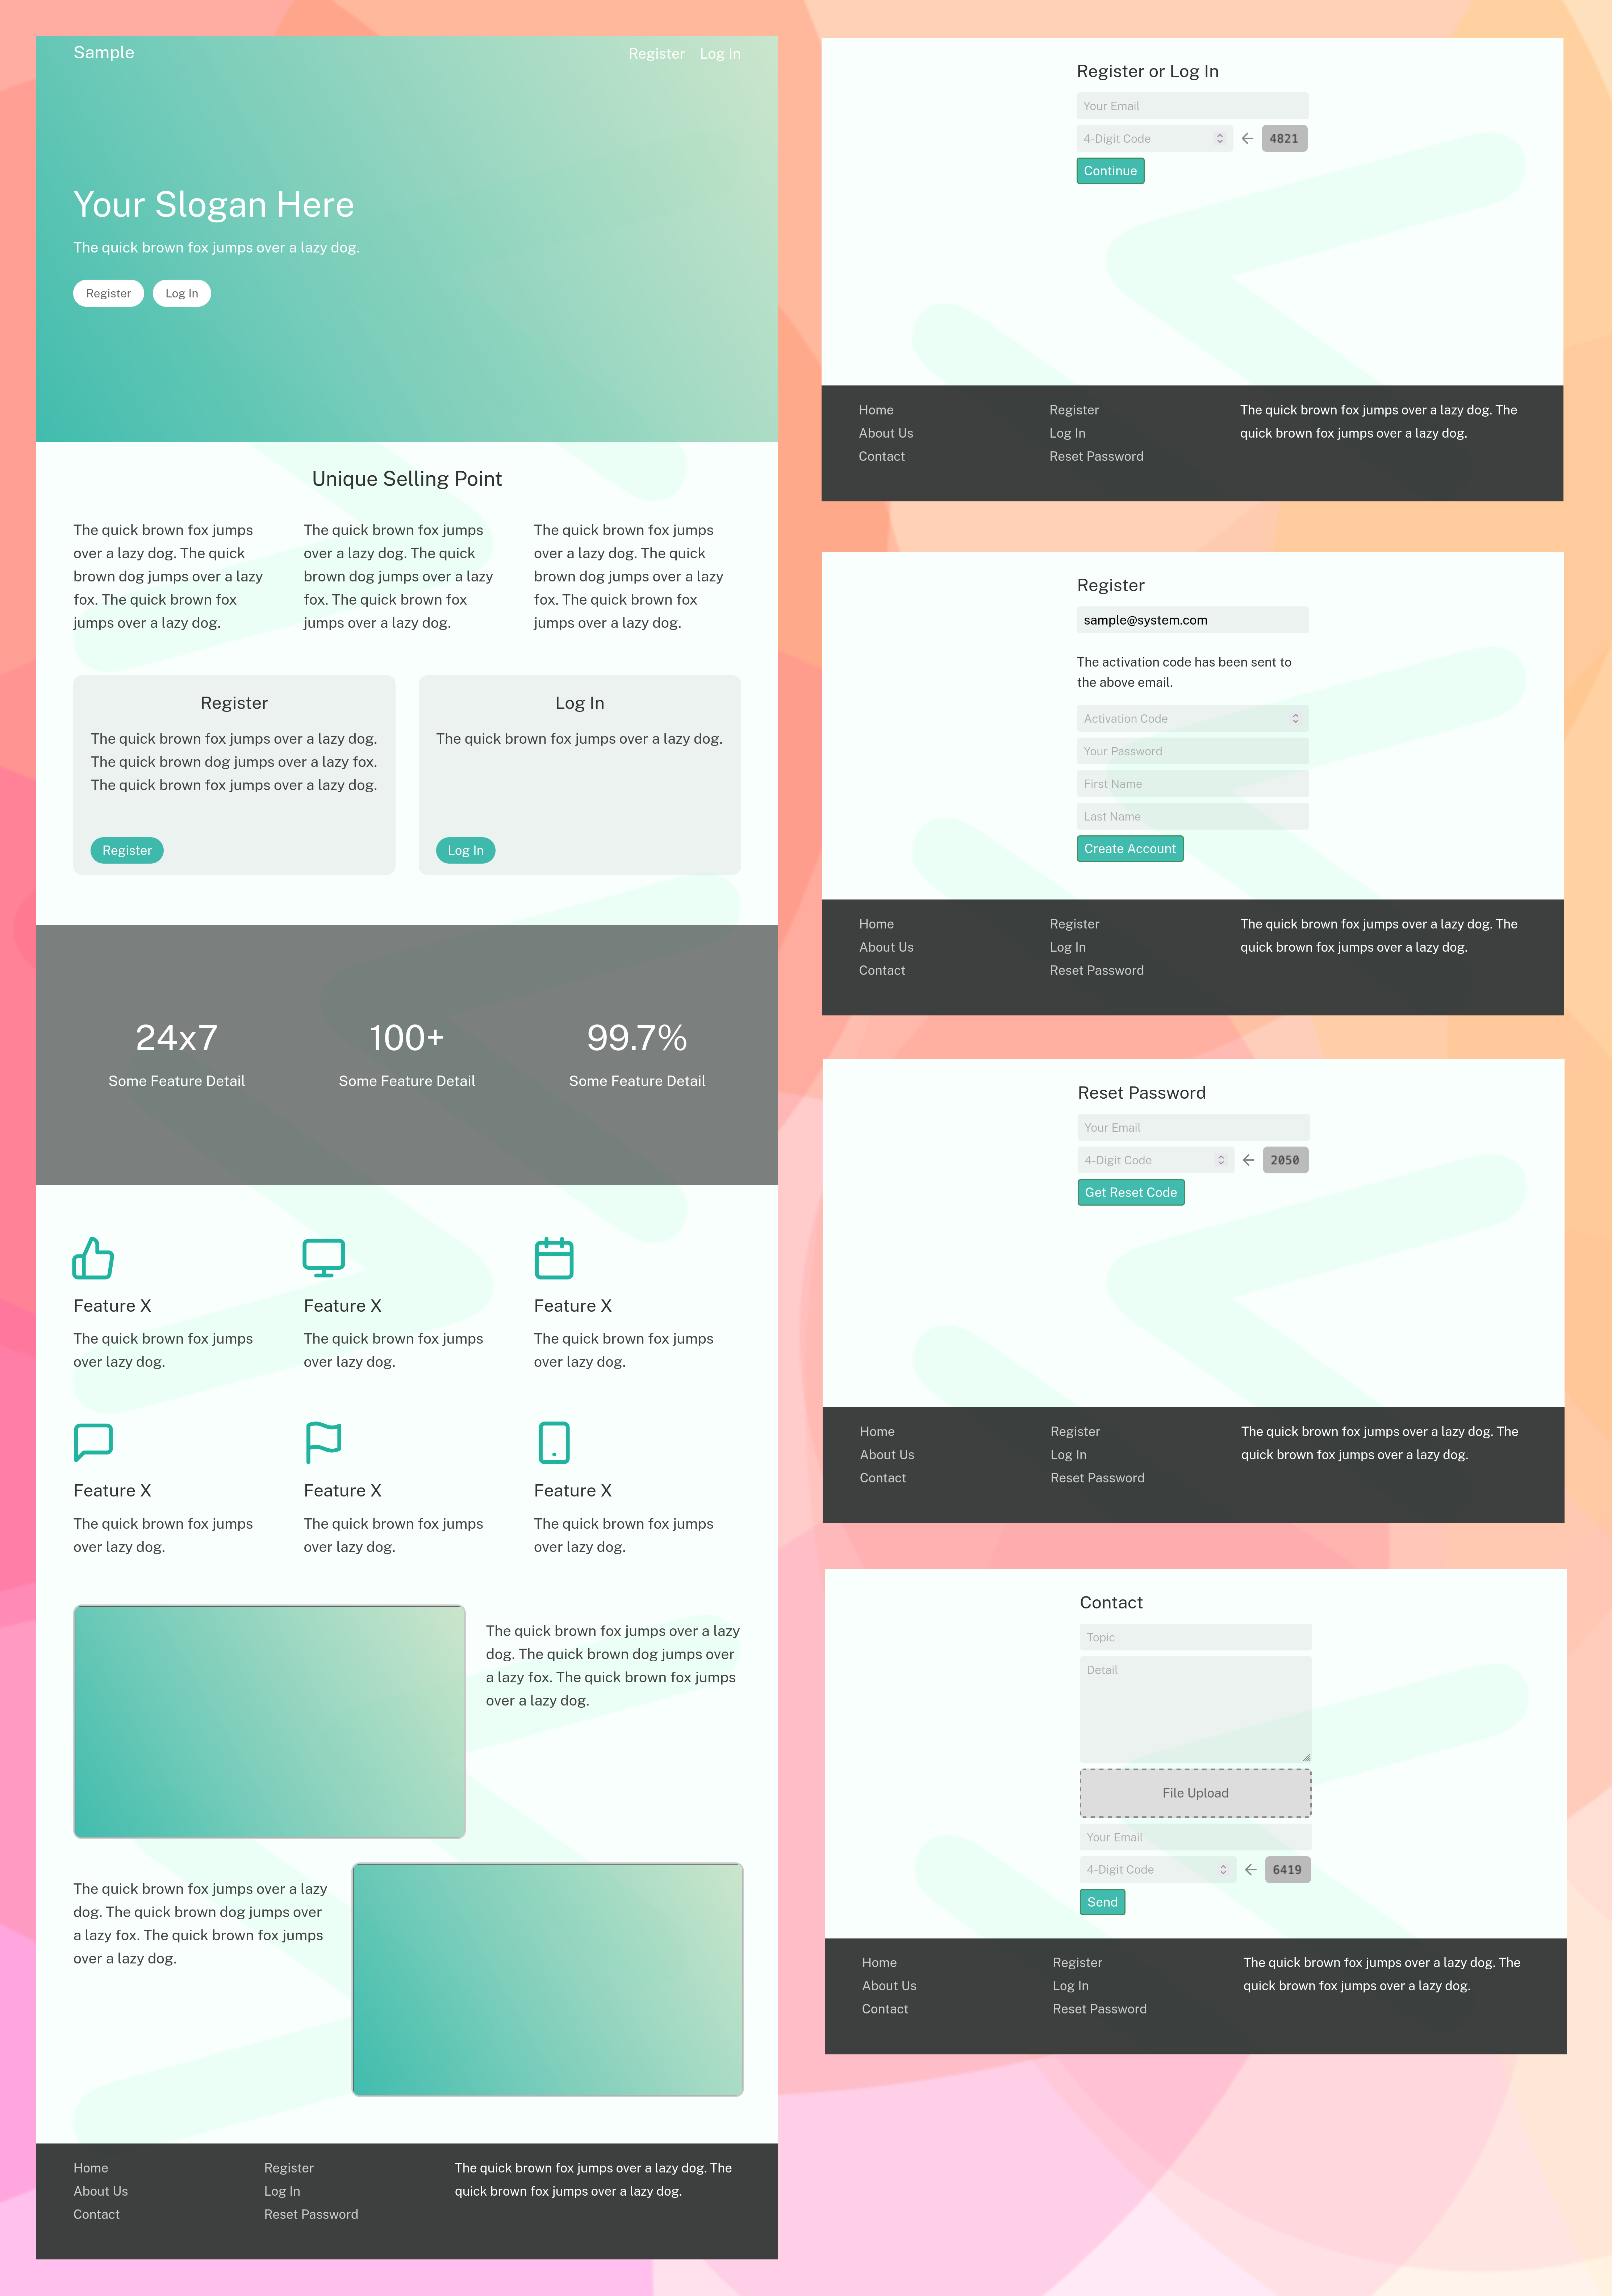 Sample
Register Log In
Your Slogan Here
The quick brown fox jumps over a lazy dog.
Register Log In
Unique Selling Point
The quick brown fox jumps
over a lazy dog. The quick
brown dog jumps over a lazy
fox. The quick brown fox
jumps over a lazy dog.
The quick brown fox jumps
over a lazy dog. The quick
brown dog jumps over a lazy
fox. The quick brown fox
jumps over a lazy dog.
The quick brown fox jumps
over a lazy dog. The quick
brown dog jumps over a lazy
fox. The quick brown fox
jumps over a lazy dog.
Register
The quick brown fox jumps over a lazy dog.
The quick brown dog jumps over a lazy fox.
The quick brown fox jumps over a lazy dog.
Register
Log In
The quick brown fox jumps over a lazy dog.
Log In
24x7
Some Feature Detail
100+
Some Feature Detail
99.7%
Some Feature Detail
Feature X
The quick brown fox jumps
over lazy dog.
Feature X
The quick brown fox jumps
over lazy dog.
Feature X
The quick brown fox jumps
over lazy dog.
Feature X
The quick brown fox jumps
over lazy dog.
Feature X
The quick brown fox jumps
over lazy dog.
Feature X
The quick brown fox jumps
over lazy dog.
The quick brown fox jumps over a lazy
dog. The quick brown dog jumps over
a lazy fox. The quick brown fox jumps
over a lazy dog.
The quick brown fox jumps over a lazy
dog. The quick brown dog jumps over
a lazy fox. The quick brown fox jumps
over a lazy dog.
Home
About Us
Contact
Register
Log In
Reset Password
The quick brown fox jumps over a lazy dog. The
quick brown fox jumps over a lazy dog.
Register or Log In
Your Email
4-Digit Code 4821
Continue
Home
About Us
Contact
Register
Log In
Reset Password
The quick brown fox jumps over a lazy dog. The
quick brown fox jumps over a lazy dog.
Register
sample@system.com
The activation code has been sent to
the above email.
Activation Code
Your Password
First Name
Last Name
Create Account
Home
About Us
Contact
Register
Log In
Reset Password
The quick brown fox jumps over a lazy dog. The
quick brown fox jumps over a lazy dog.
Reset Password
Your Email
4-Digit Code 2050
Get Reset Code
Home
About Us
Contact
Register
Log In
Reset Password
The quick brown fox jumps over a lazy dog. The
quick brown fox jumps over a lazy dog.
Contact
Topic
Detail
File Upload
Your Email
4-Digit Code 6419
Send
Home
About Us
Contact
Register
Log In
Reset Password
The quick brown fox jumps over a lazy dog. The
quick brown fox jumps over a lazy dog.